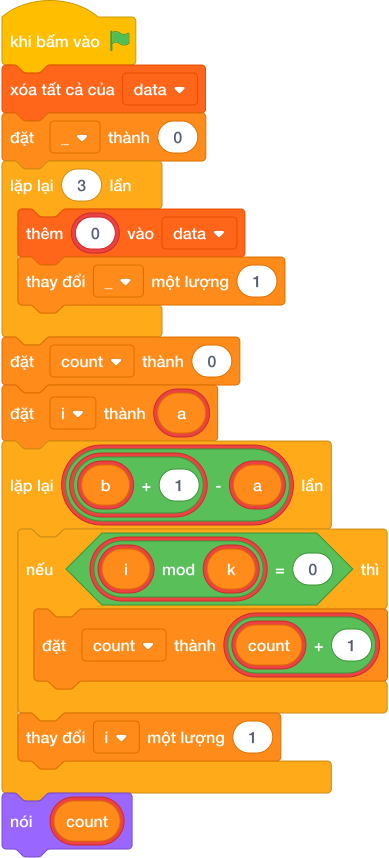 khi bấm vào
xóa tất cả của data
đặt _ thành 0
lặp lại 3 lần
thêm 0 vào data
thay đổi _ một lượng 1
đặt count thành 0
đặt i thành a
lặp lại b + 1 - a lần
nếu i mod k = 0 thì
đặt count thành count + 1
thay đổi i một lượng 1
nói count